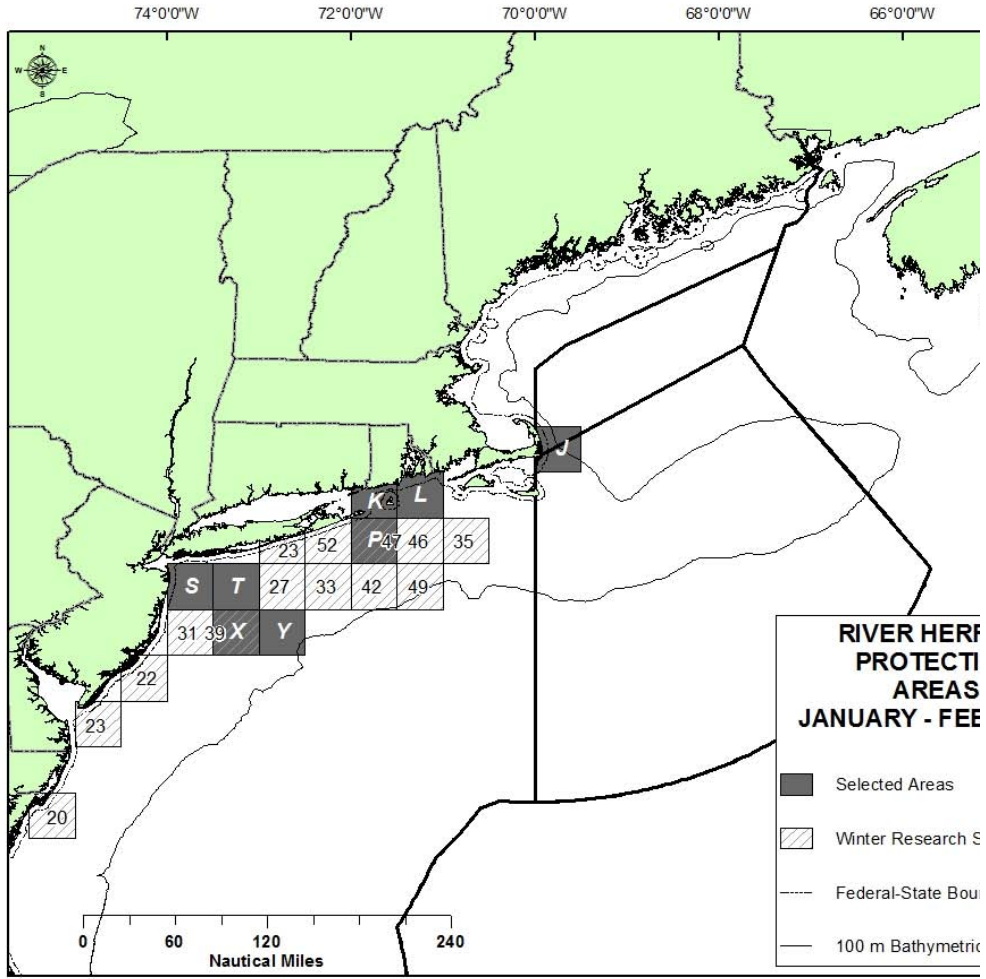 74°0'0"W 72°0'0"W 70°0'0"W 68°0'0"W 66°0'0"W
N
W E
S
J
K L
23 52 P 47 46 35
S T 27 33 42 49
31 39 X Y
22
23
20
RIVER HERR
PROTECTI
AREAS
JANUARY - FEB
Selected Areas
Winter Research S
Federal-State Bou
100 m Bathymetric
0 60 120 240
Nautical Miles